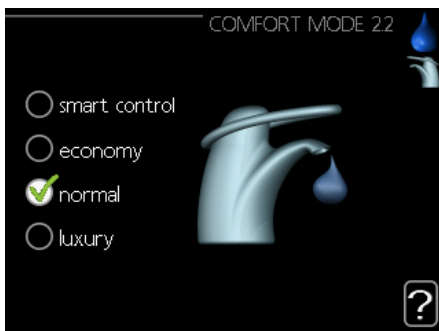 COMFORT MODE 2.2
smart control
economy
normal
luxury
?